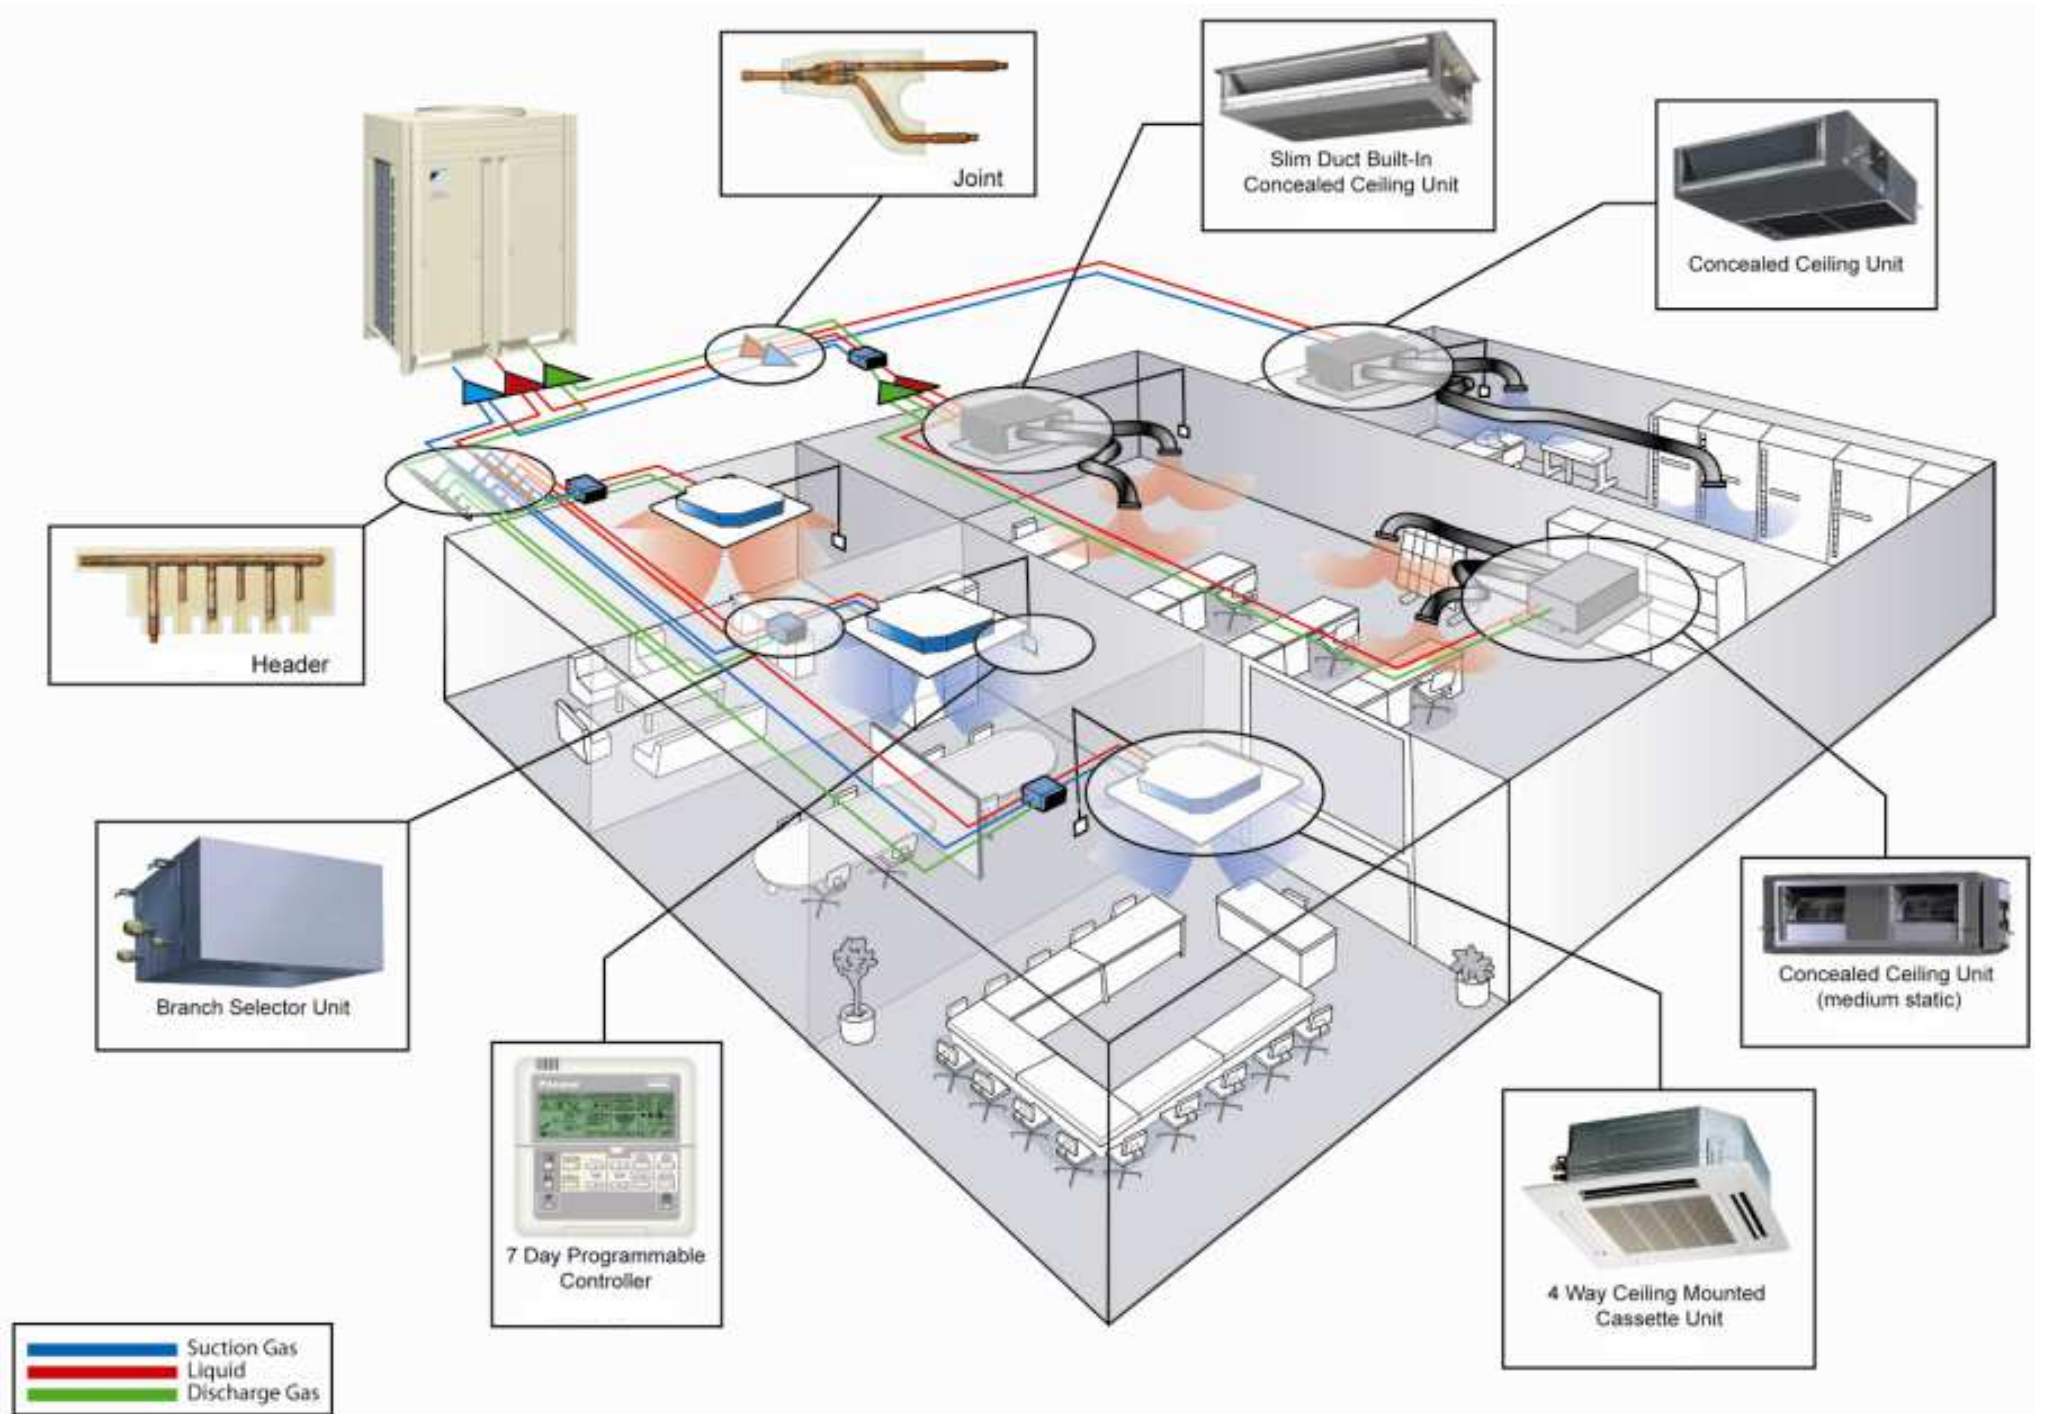 Joint
Slim Duct Built-In
Concealed Ceiling Unit
Concealed Ceiling Unit
Header
Branch Selector Unit
Concealed Ceiling Unit
(medium static)
7 Day Programmable
Controller
4 Way Ceiling Mounted
Cassette Unit
Suction Gas
Liquid
Discharge Gas